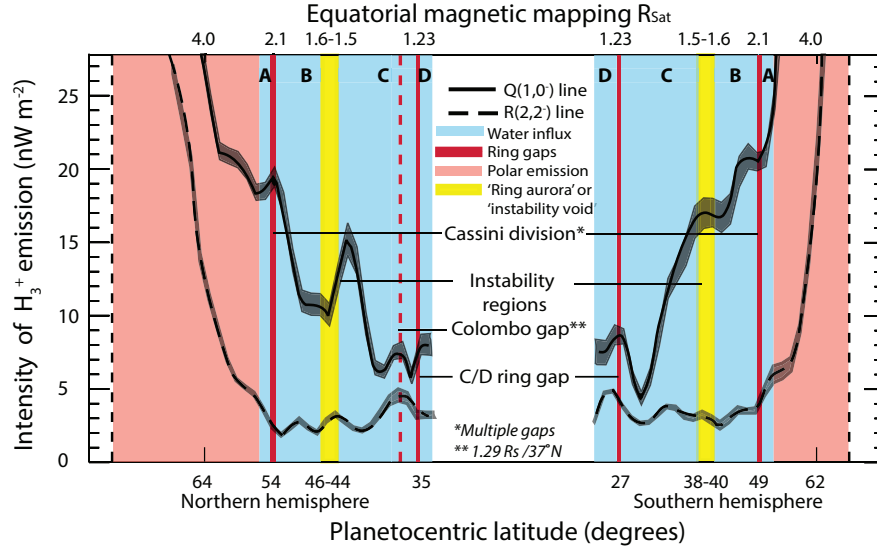 Equatorial magnetic mapping RSat
4.0 2.1 1.6-1.5 1.23 1.23 1.5-1.6 2.1 4.0
A B C D D C B A
Intensity of H3+ emission (nW m-2)
25
20
15
10
5
0
Q(1,0-) line
R(2,2-) line
Water influx
Ring gaps
Polar emission
'Ring aurora' or
'instability void'
Cassini division*
Instability
regions
Colombo gap**
C/D ring gap
*Multiple gaps
** 1.29 Rs /37°N
64 54 46-44 35 27 38-40 49 62
Northern hemisphere Southern hemisphere
Planetocentric latitude (degrees)